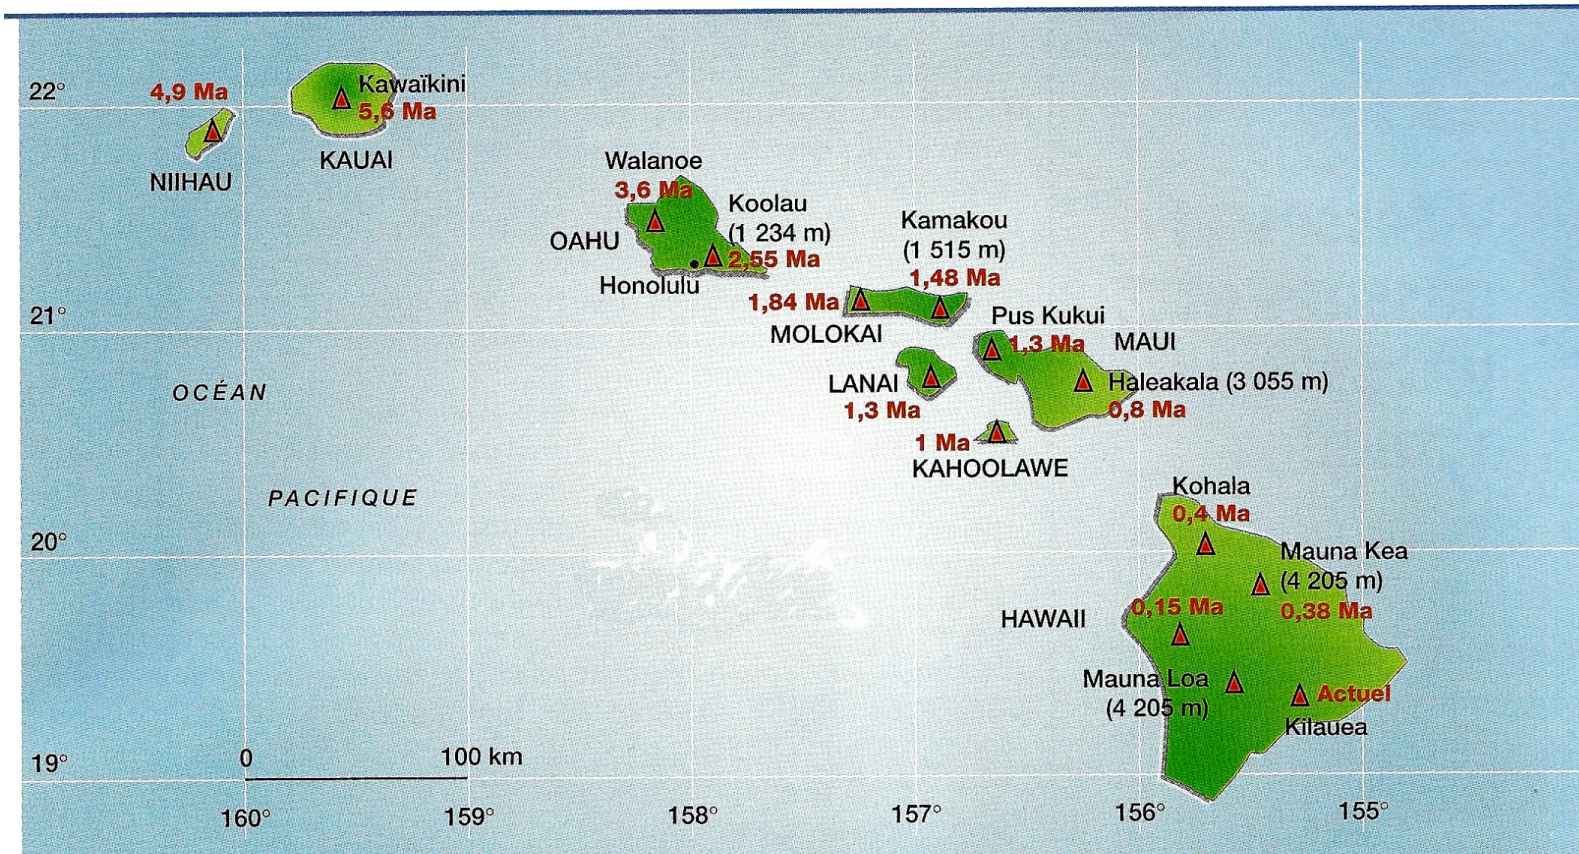 22°
4,9 Ma
NIIHAU
Kawaïkini
5,6 Ma
KAUAI
Walanoe
3,6 Ma
OAHU
Koolau
(1 234 m)
2,55 Ma
Honolulu
Kamakou
(1 515 m)
1,48 Ma
1,84 Ma
MOLOKAI
21°
Pus Kukui
1,3 Ma
MAUI
LANAI
1,3 Ma
Haleakala (3 055 m)
0,8 Ma
1 Ma
KAHOOLAWE
OCÉAN
PACIFIQUE
20°
Kohala
0,4 Ma
Mauna Kea
(4 205 m)
0,38 Ma
0,15 Ma
HAWAII
Mauna Loa
(4 205 m)
Actuel
Kilauea
19°
0
100 km
160°
159°
158°
157°
156°
155°